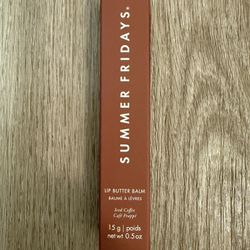 SUMMER FRIDAYS®
LIP BUTTER BALM
BAUME À LÈVRES
Iced Coffee
Café Frappé
15 g | poids
net wt 0.5 oz